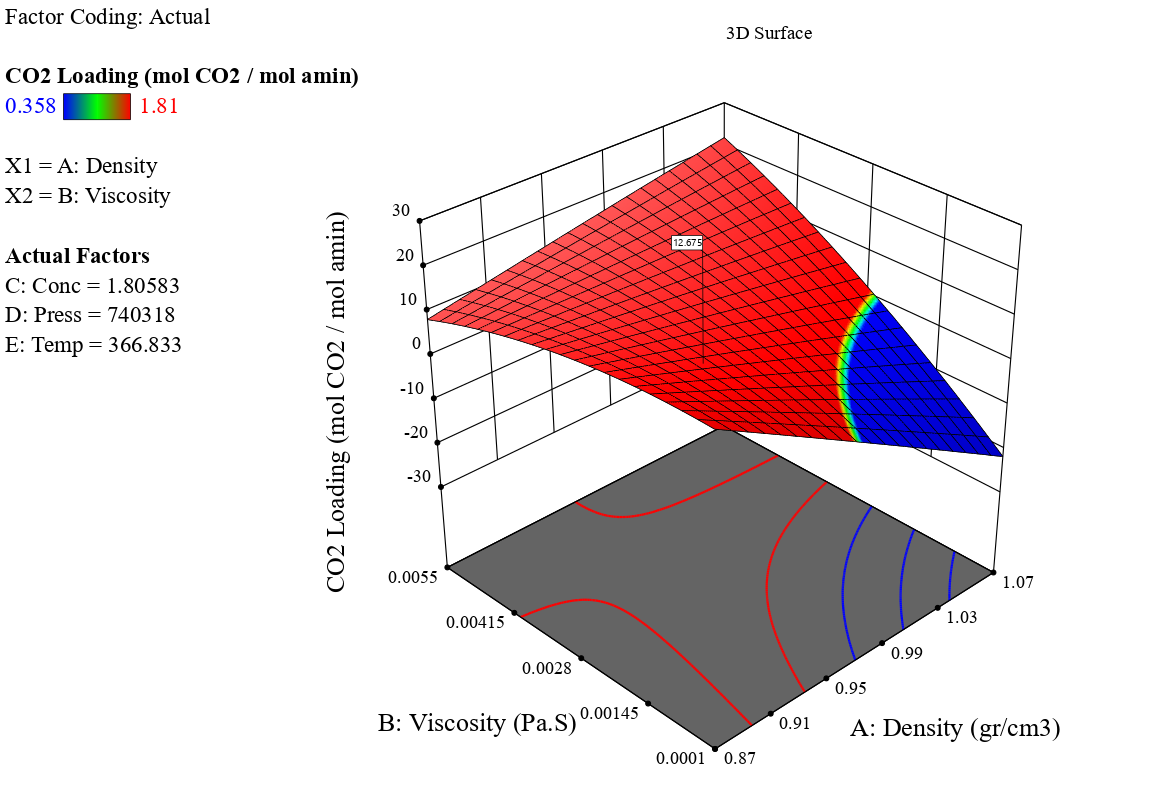 Factor Coding: Actual
3D Surface
CO2 Loading (mol CO2 / mol amin)
0.358 1.81
X1 = A: Density
X2 = B: Viscosity
Actual Factors
C: Conc = 1.80583
D: Press = 740318
E: Temp = 366.833
CO2 Loading (mol CO2 / mol amin)
30
20
10
0
-10
-20
-30
12.675
0.0055
0.00415
0.0028
0.00145
0.0001
B: Viscosity (Pa.S)
0.87
0.91
0.95
0.99
1.03
1.07
A: Density (gr/cm3)